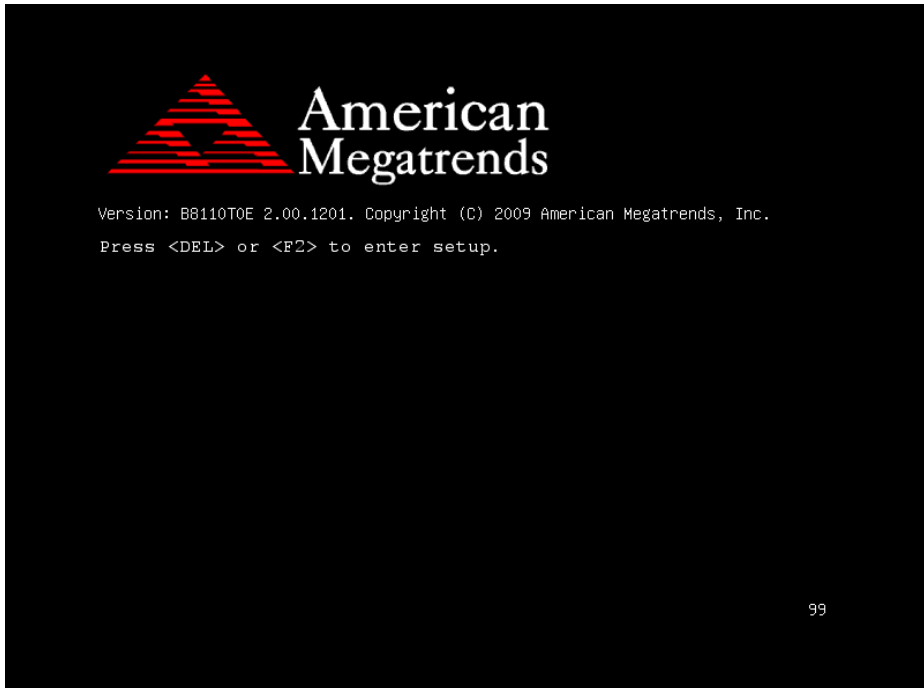 American
Megatrends
Version: B8110T0E 2.00.1201. Copyright (C) 2009 American Megatrends, Inc.
Press <DEL> or <F2> to enter setup.
99